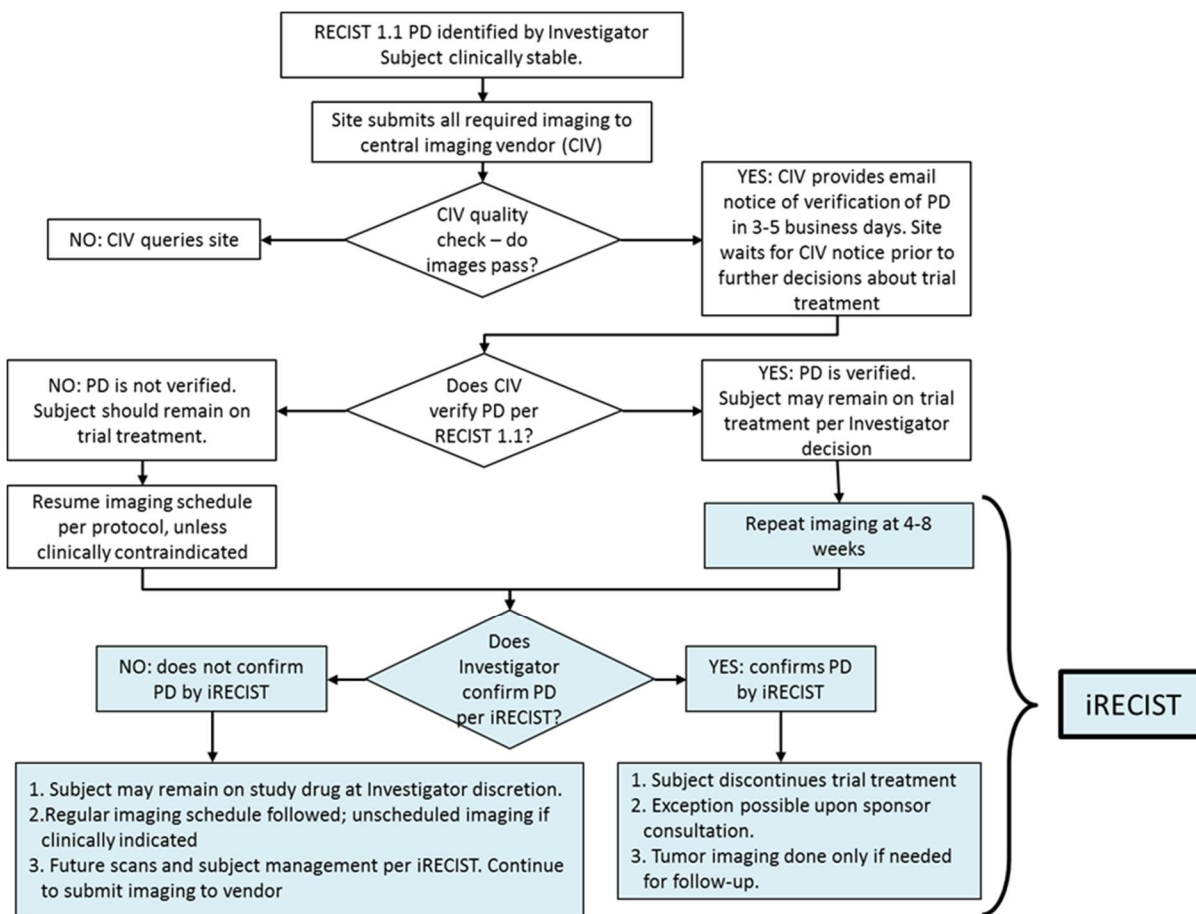 RECIST 1.1 PD identified by Investigator
Subject clinically stable.
Site submits all required imaging to
central imaging vendor (CIV)
CIV quality
check – do
images pass?
NO: CIV queries site
YES: CIV provides email
notice of verification of PD
in 3-5 business days. Site
waits for CIV notice prior to
further decisions about trial
treatment
NO: PD is not verified.
Subject should remain on
trial treatment.
Does CIV
verify PD per
RECIST 1.1?
YES: PD is verified.
Subject may remain on trial
treatment per Investigator
decision
Resume imaging schedule
per protocol, unless
clinically contraindicated
Repeat imaging at 4-8
weeks
Does
Investigator
confirm PD
per iRECIST?
NO: does not confirm
PD by iRECIST
YES: confirms PD
by iRECIST
iRECIST
1. Subject may remain on study drug at Investigator discretion.
2.Regular imaging schedule followed; unscheduled imaging if
clinically indicated
3. Future scans and subject management per iRECIST. Continue
to submit imaging to vendor
1. Subject discontinues trial treatment
2. Exception possible upon sponsor
consultation.
3. Tumor imaging done only if needed
for follow-up.